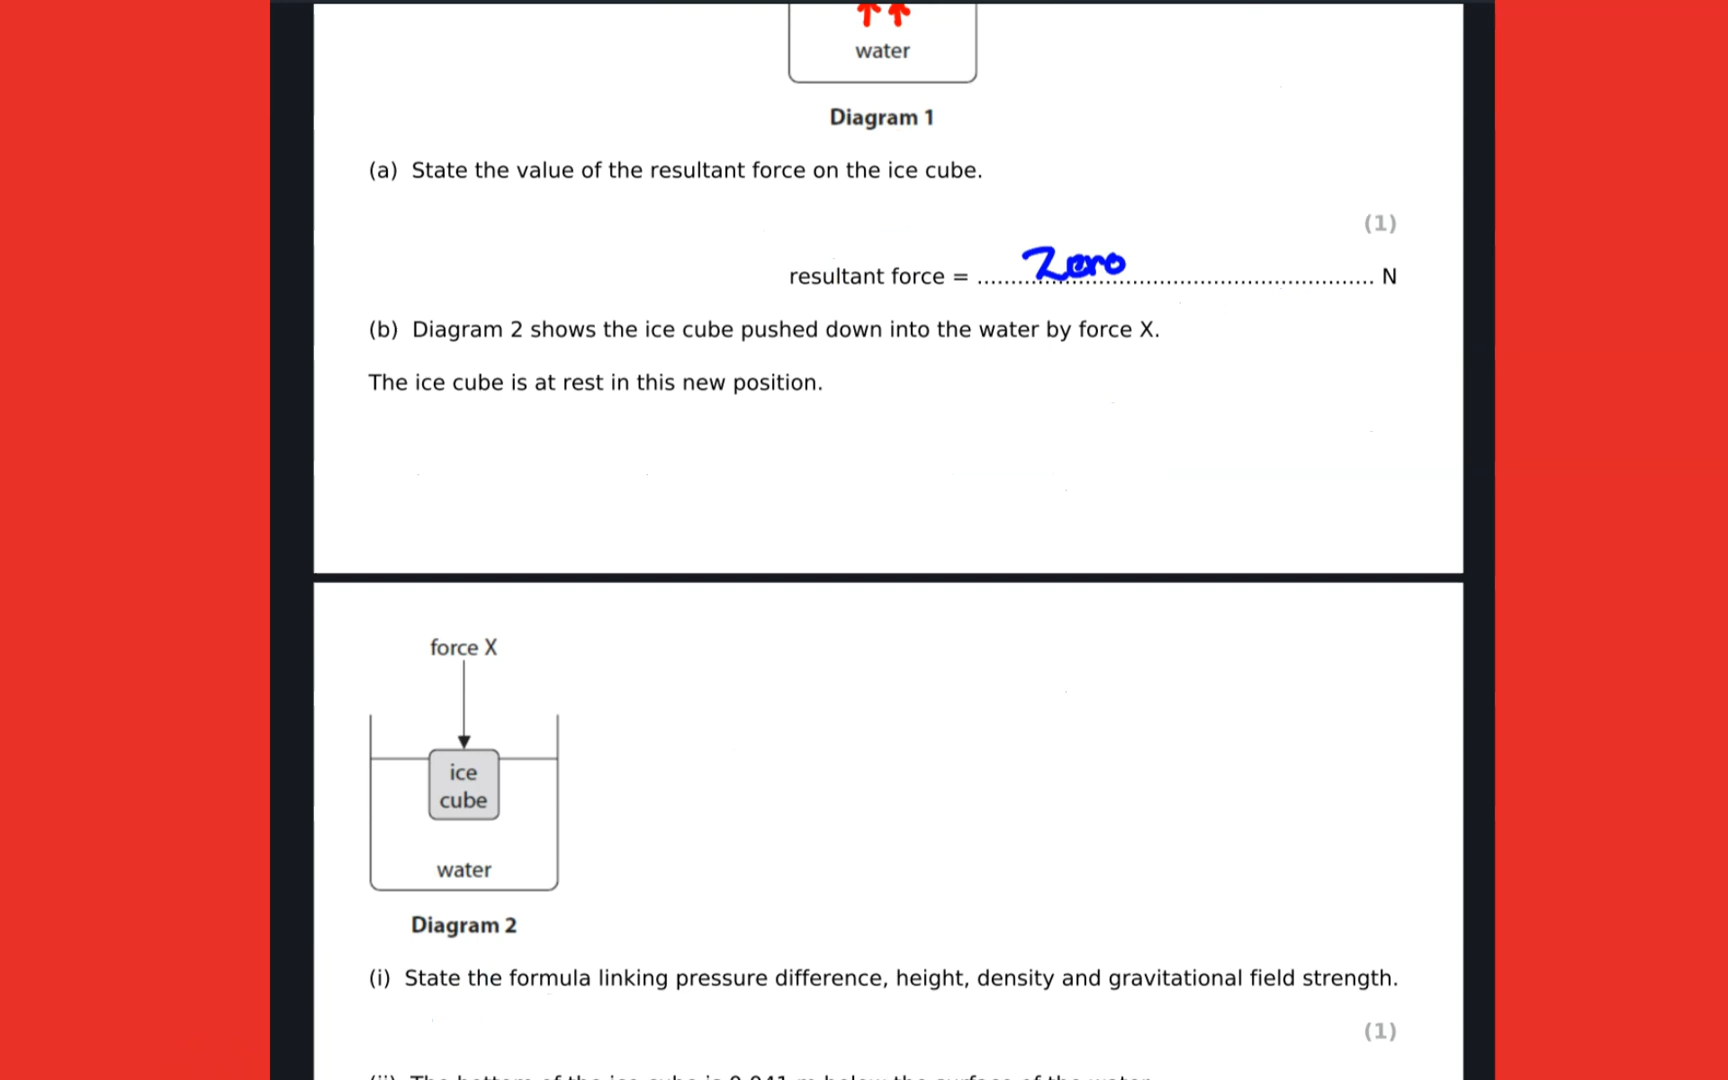 water
Diagram 1
(a) State the value of the resultant force on the ice cube.
(1)
resultant force = Zero N
(b) Diagram 2 shows the ice cube pushed down into the water by force X.
The ice cube is at rest in this new position.
force X
ice
cube
water
Diagram 2
(i) State the formula linking pressure difference, height, density and gravitational field strength.
(1)